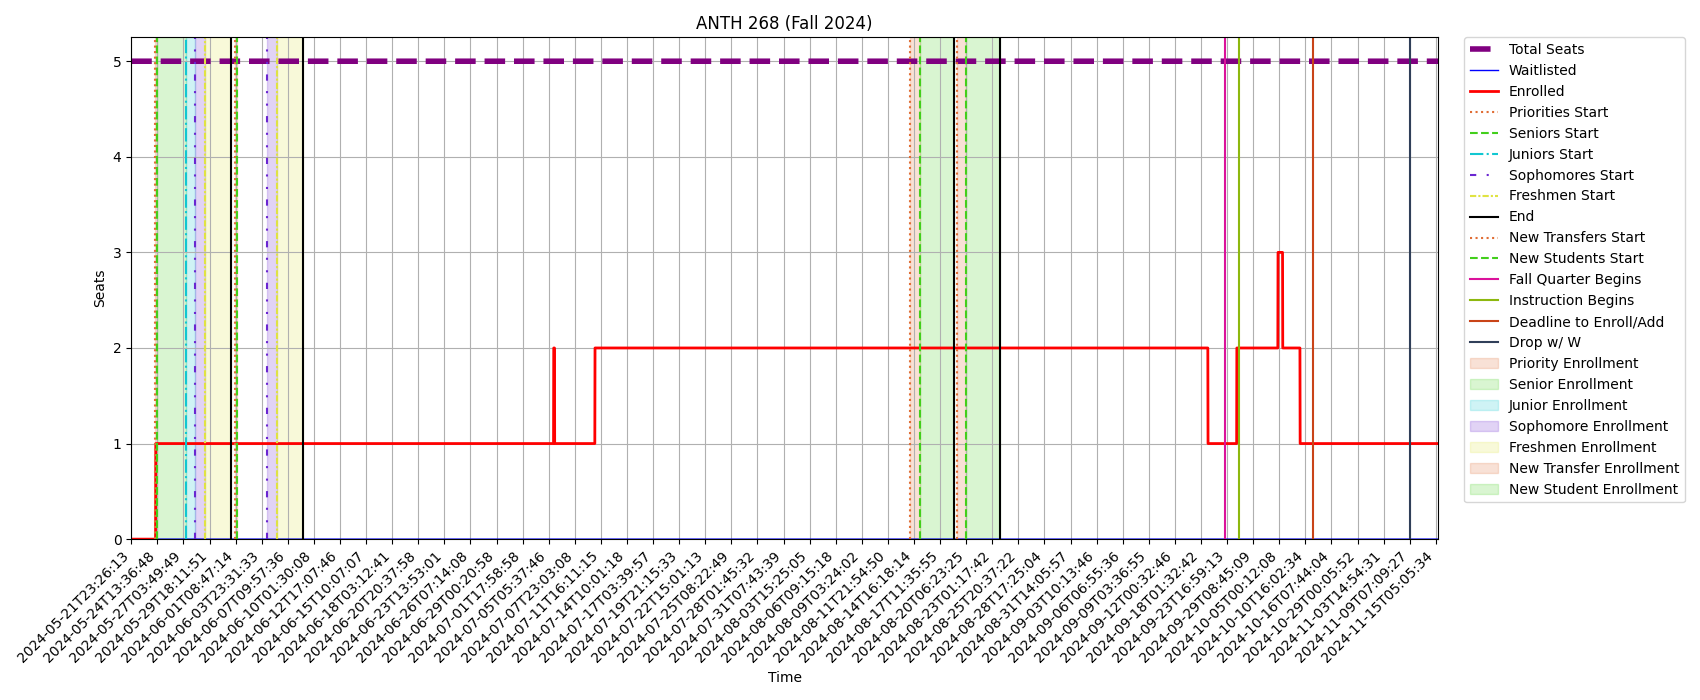 ANTH 268 (Fall 2024)
Seats
5
4
3
2
1
0
2024-05-21T23:26:13
2024-05-24T13:36:48
2024-05-27T03:49:49
2024-05-29T18:11:51
2024-06-01T08:47:14
2024-06-03T23:31:33
2024-06-07T09:57:36
2024-06-10T01:30:08
2024-06-12T17:07:46
2024-06-15T10:07:07
2024-06-18T03:12:41
2024-06-20T20:37:58
2024-06-23T13:53:01
2024-06-26T07:14:08
2024-06-29T00:20:58
2024-07-01T17:58:58
2024-07-05T05:37:46
2024-07-07T23:03:08
2024-07-11T16:11:15
2024-07-14T10:01:18
2024-07-17T03:39:57
2024-07-19T21:15:33
2024-07-22T15:01:13
2024-07-25T08:22:49
2024-07-28T01:45:32
2024-07-31T07:43:39
2024-08-03T15:25:05
2024-08-06T09:15:18
2024-08-09T03:24:02
2024-08-11T21:54:50
2024-08-14T16:18:14
2024-08-17T11:35:55
2024-08-20T06:23:25
2024-08-23T01:17:42
2024-08-25T20:37:22
2024-08-28T17:25:04
2024-08-31T14:05:57
2024-09-03T10:13:46
2024-09-06T06:55:36
2024-09-09T03:36:55
2024-09-12T00:32:46
2024-09-18T01:32:42
2024-09-23T16:59:13
2024-09-29T08:45:09
2024-10-05T00:12:08
2024-10-10T16:02:34
2024-10-16T07:44:04
2024-10-29T00:05:52
2024-11-03T14:54:31
2024-11-09T07:09:27
2024-11-15T05:05:34
Time
Total Seats
Waitlisted
Enrolled
Priorities Start
Seniors Start
Juniors Start
Sophomores Start
Freshmen Start
End
New Transfers Start
New Students Start
Fall Quarter Begins
Instruction Begins
Deadline to Enroll/Add
Drop w/ W
Priority Enrollment
Senior Enrollment
Junior Enrollment
Sophomore Enrollment
Freshmen Enrollment
New Transfer Enrollment
New Student Enrollment